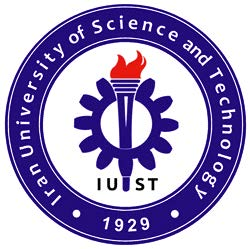 Iran University of Science and Technology
IUST
· 1929 ·